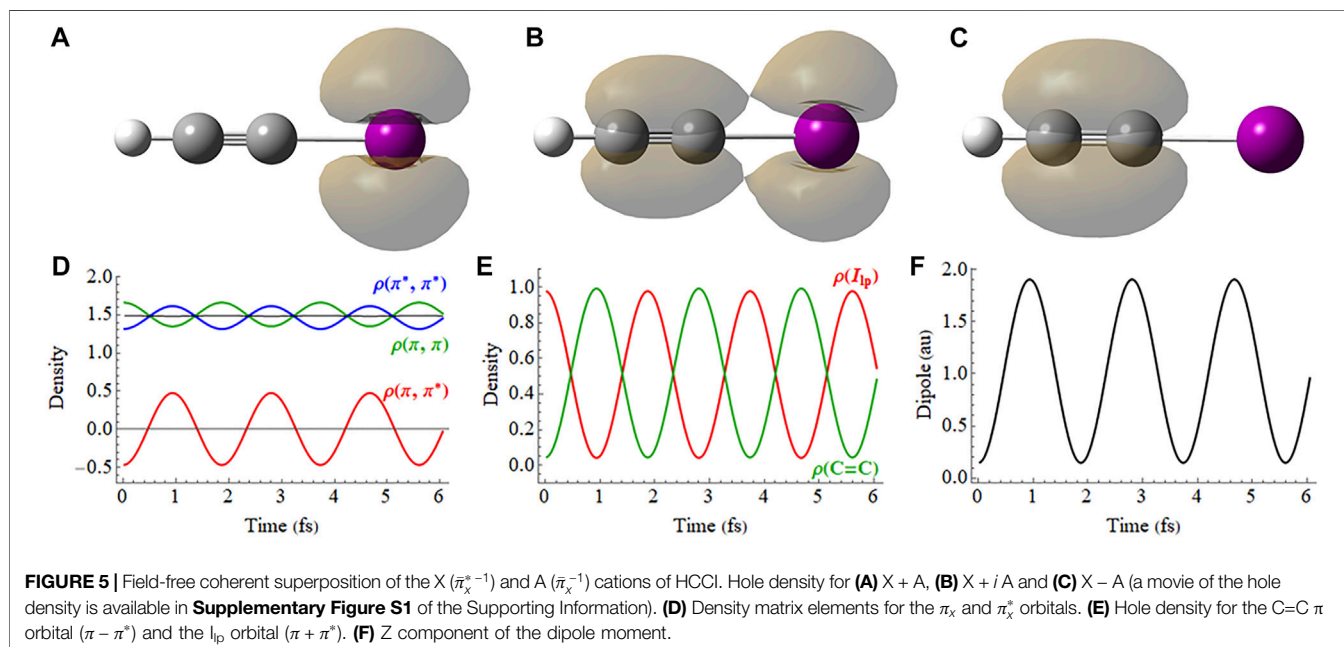 A
B
C
D
2.0
1.5
1.0
0.5
0.0
−0.5
Density
ρ(π*, π*)
ρ(π, π)
ρ(π, π*)
0 1 2 3 4 5 6
Time (fs)
E
1.0
0.8
0.6
0.4
0.2
0.0
Density
ρ(I_lp)
ρ(C=C)
0 1 2 3 4 5 6
Time (fs)
F
2.0
1.5
1.0
0.5
0.0
Dipole (au)
0 1 2 3 4 5 6
Time (fs)
FIGURE 5 | Field-free coherent superposition of the X (π̄*ₓ⁻¹) and A (π̄ₓ⁻¹) cations of HCCI. Hole density for (A) X + A, (B) X + i A and (C) X − A (a movie of the hole
density is available in Supplementary Figure S1 of the Supporting Information). (D) Density matrix elements for the πₓ and π*ₓ orbitals. (E) Hole density for the C=C π
orbital (π − π*) and the I_lp orbital (π + π*). (F) Z component of the dipole moment.